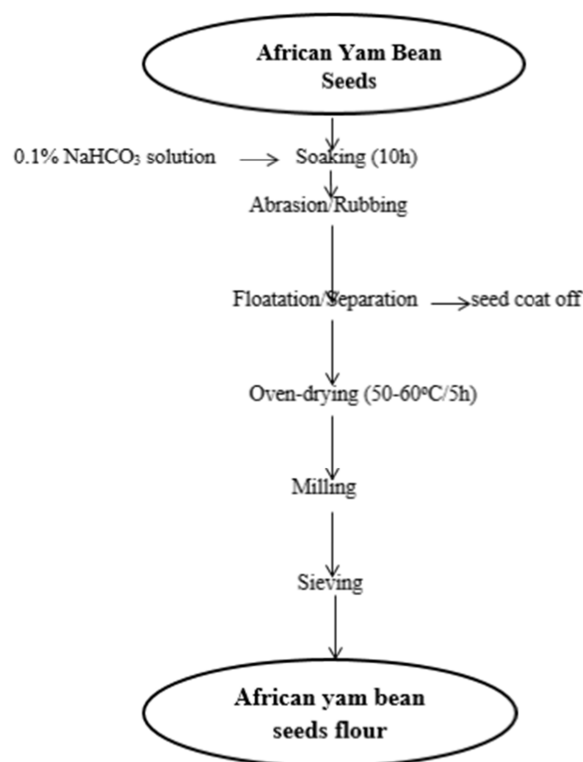 African Yam Bean
Seeds
0.1% NaHCO₃ solution
Soaking (10h)
Abrasion/Rubbing
Floatation/Separation
seed coat off
Oven-drying (50-60⁰C/5h)
Milling
Sieving
African yam bean
seeds flour